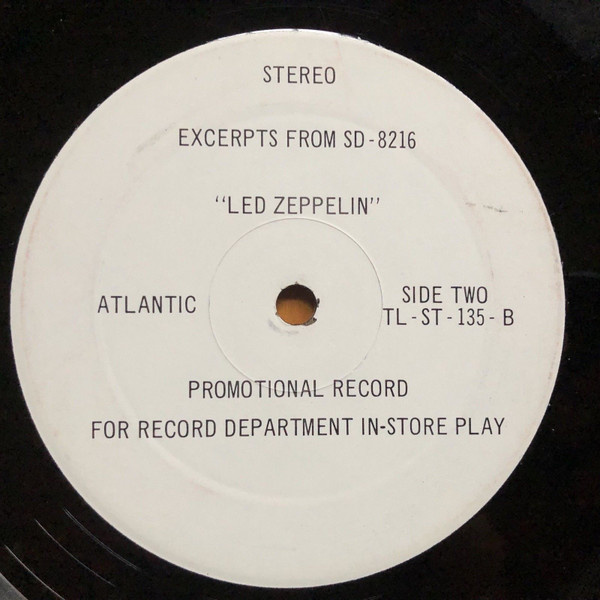 STEREO
EXCERPTS FROM SD-8216
"LED ZEPPELIN"
ATLANTIC
SIDE TWO
TL-ST-135-B
PROMOTIONAL RECORD
FOR RECORD DEPARTMENT IN-STORE PLAY